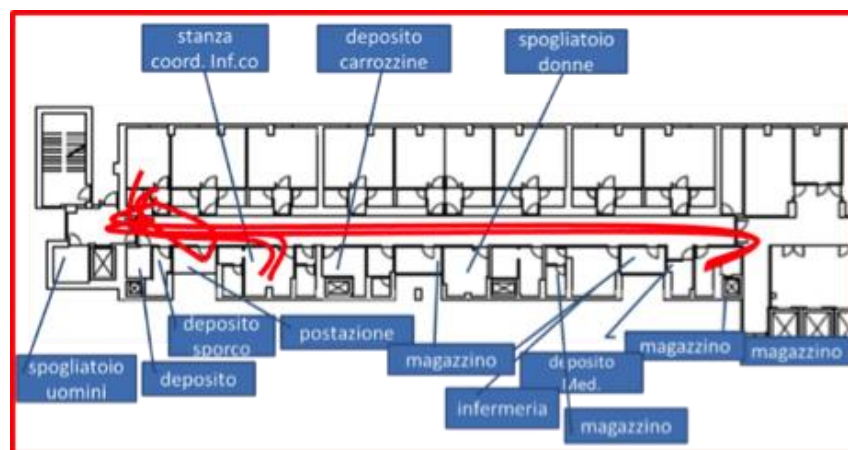 stanza
coord. Inf.co
deposito
carrozzine
spogliatoio
donne
deposito
sporco
postazione
magazzino
magazzino
magazzino
spogliatoio
uomini
deposito
deposito
Med.
infermeria
magazzino